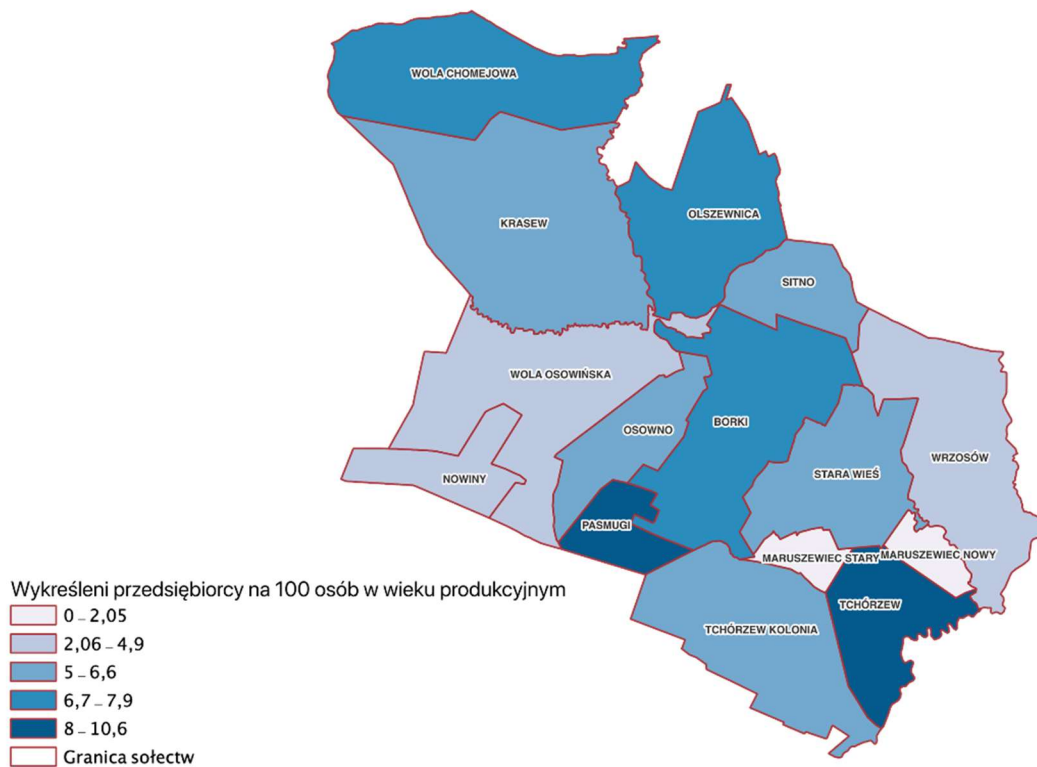 WOLA CHOMEJOWA
KRASEW
OLSZEWNICA
SITNO
WOLA OSOWIŃSKA
OSOWNO
BORKI
WRZOSÓW
NOWINY
STARA WIEŚ
PASMUGI
MARUSZEWIEC STARY
MARUSZEWIEC NOWY
TCHÓRZEW
TCHÓRZEW KOLONIA
Wykreśleni przedsiębiorcy na 100 osób w wieku produkcyjnym
0 – 2,05
2,06 – 4,9
5 – 6,6
6,7 – 7,9
8 – 10,6
Granica sołectw